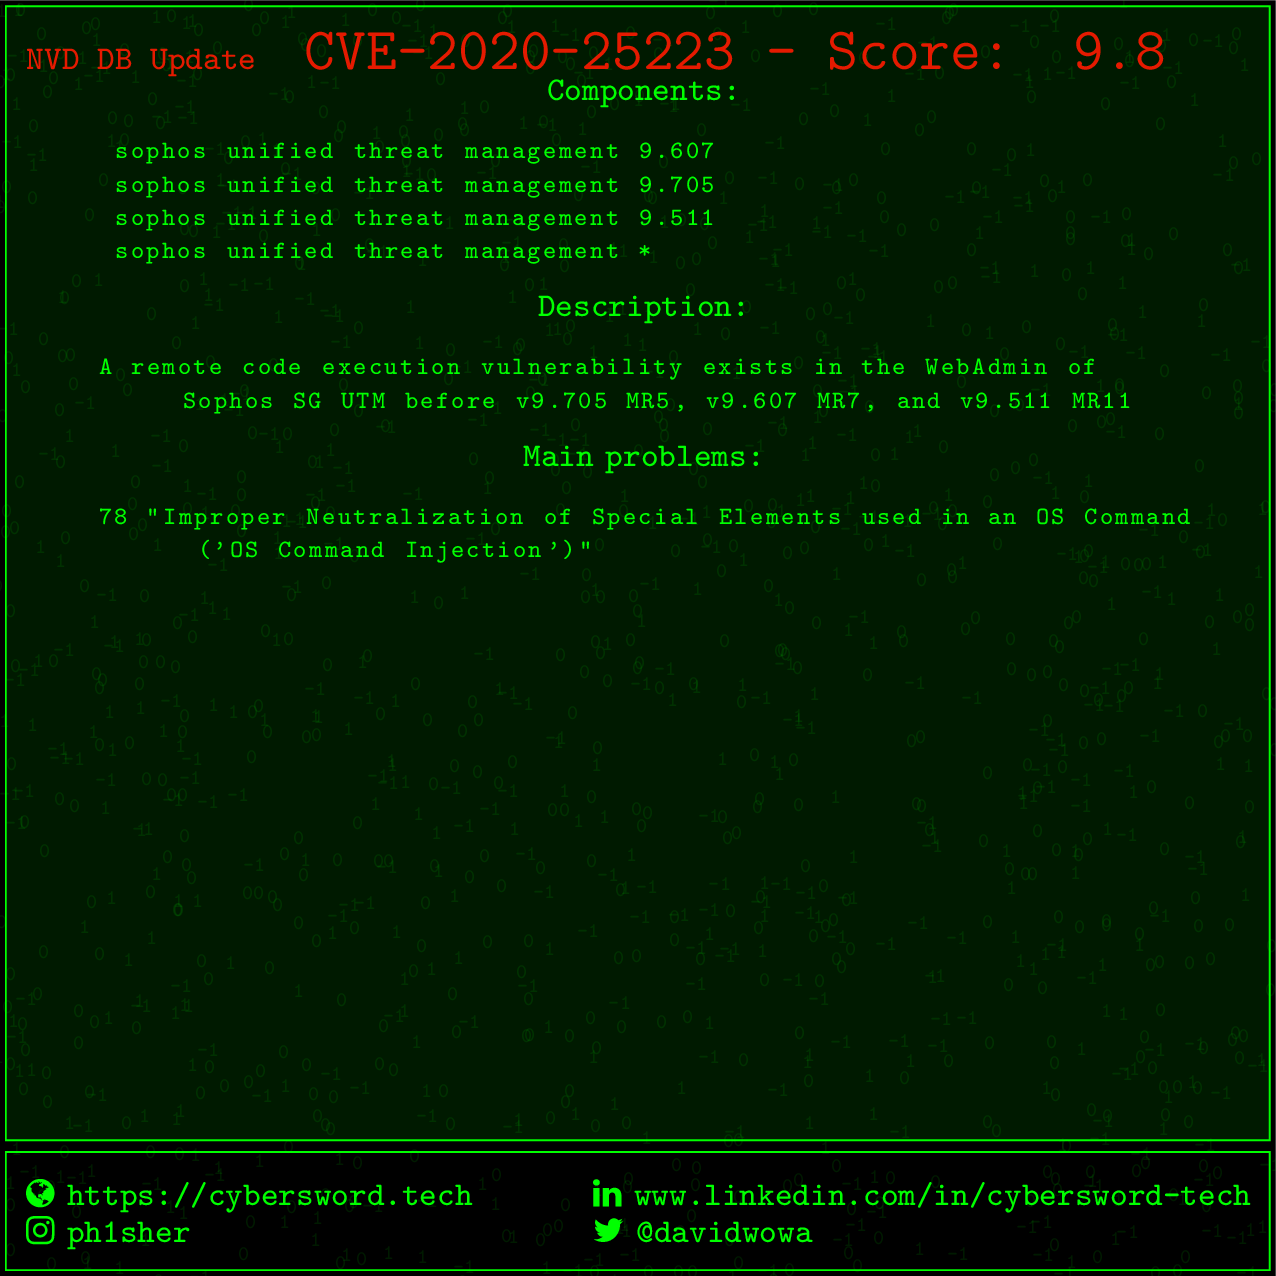 NVD DB Update CVE-2020-25223 - Score: 9.8
Components:
sophos unified threat management 9.607
sophos unified threat management 9.705
sophos unified threat management 9.511
sophos unified threat management *
Description:
A remote code execution vulnerability exists in the WebAdmin of
Sophos SG UTM before v9.705 MR5, v9.607 MR7, and v9.511 MR11
Main problems:
78 "Improper Neutralization of Special Elements used in an OS Command
('OS Command Injection')"
https://cybersword.tech
www.linkedin.com/in/cybersword-tech
ph1sher
@davidwowa